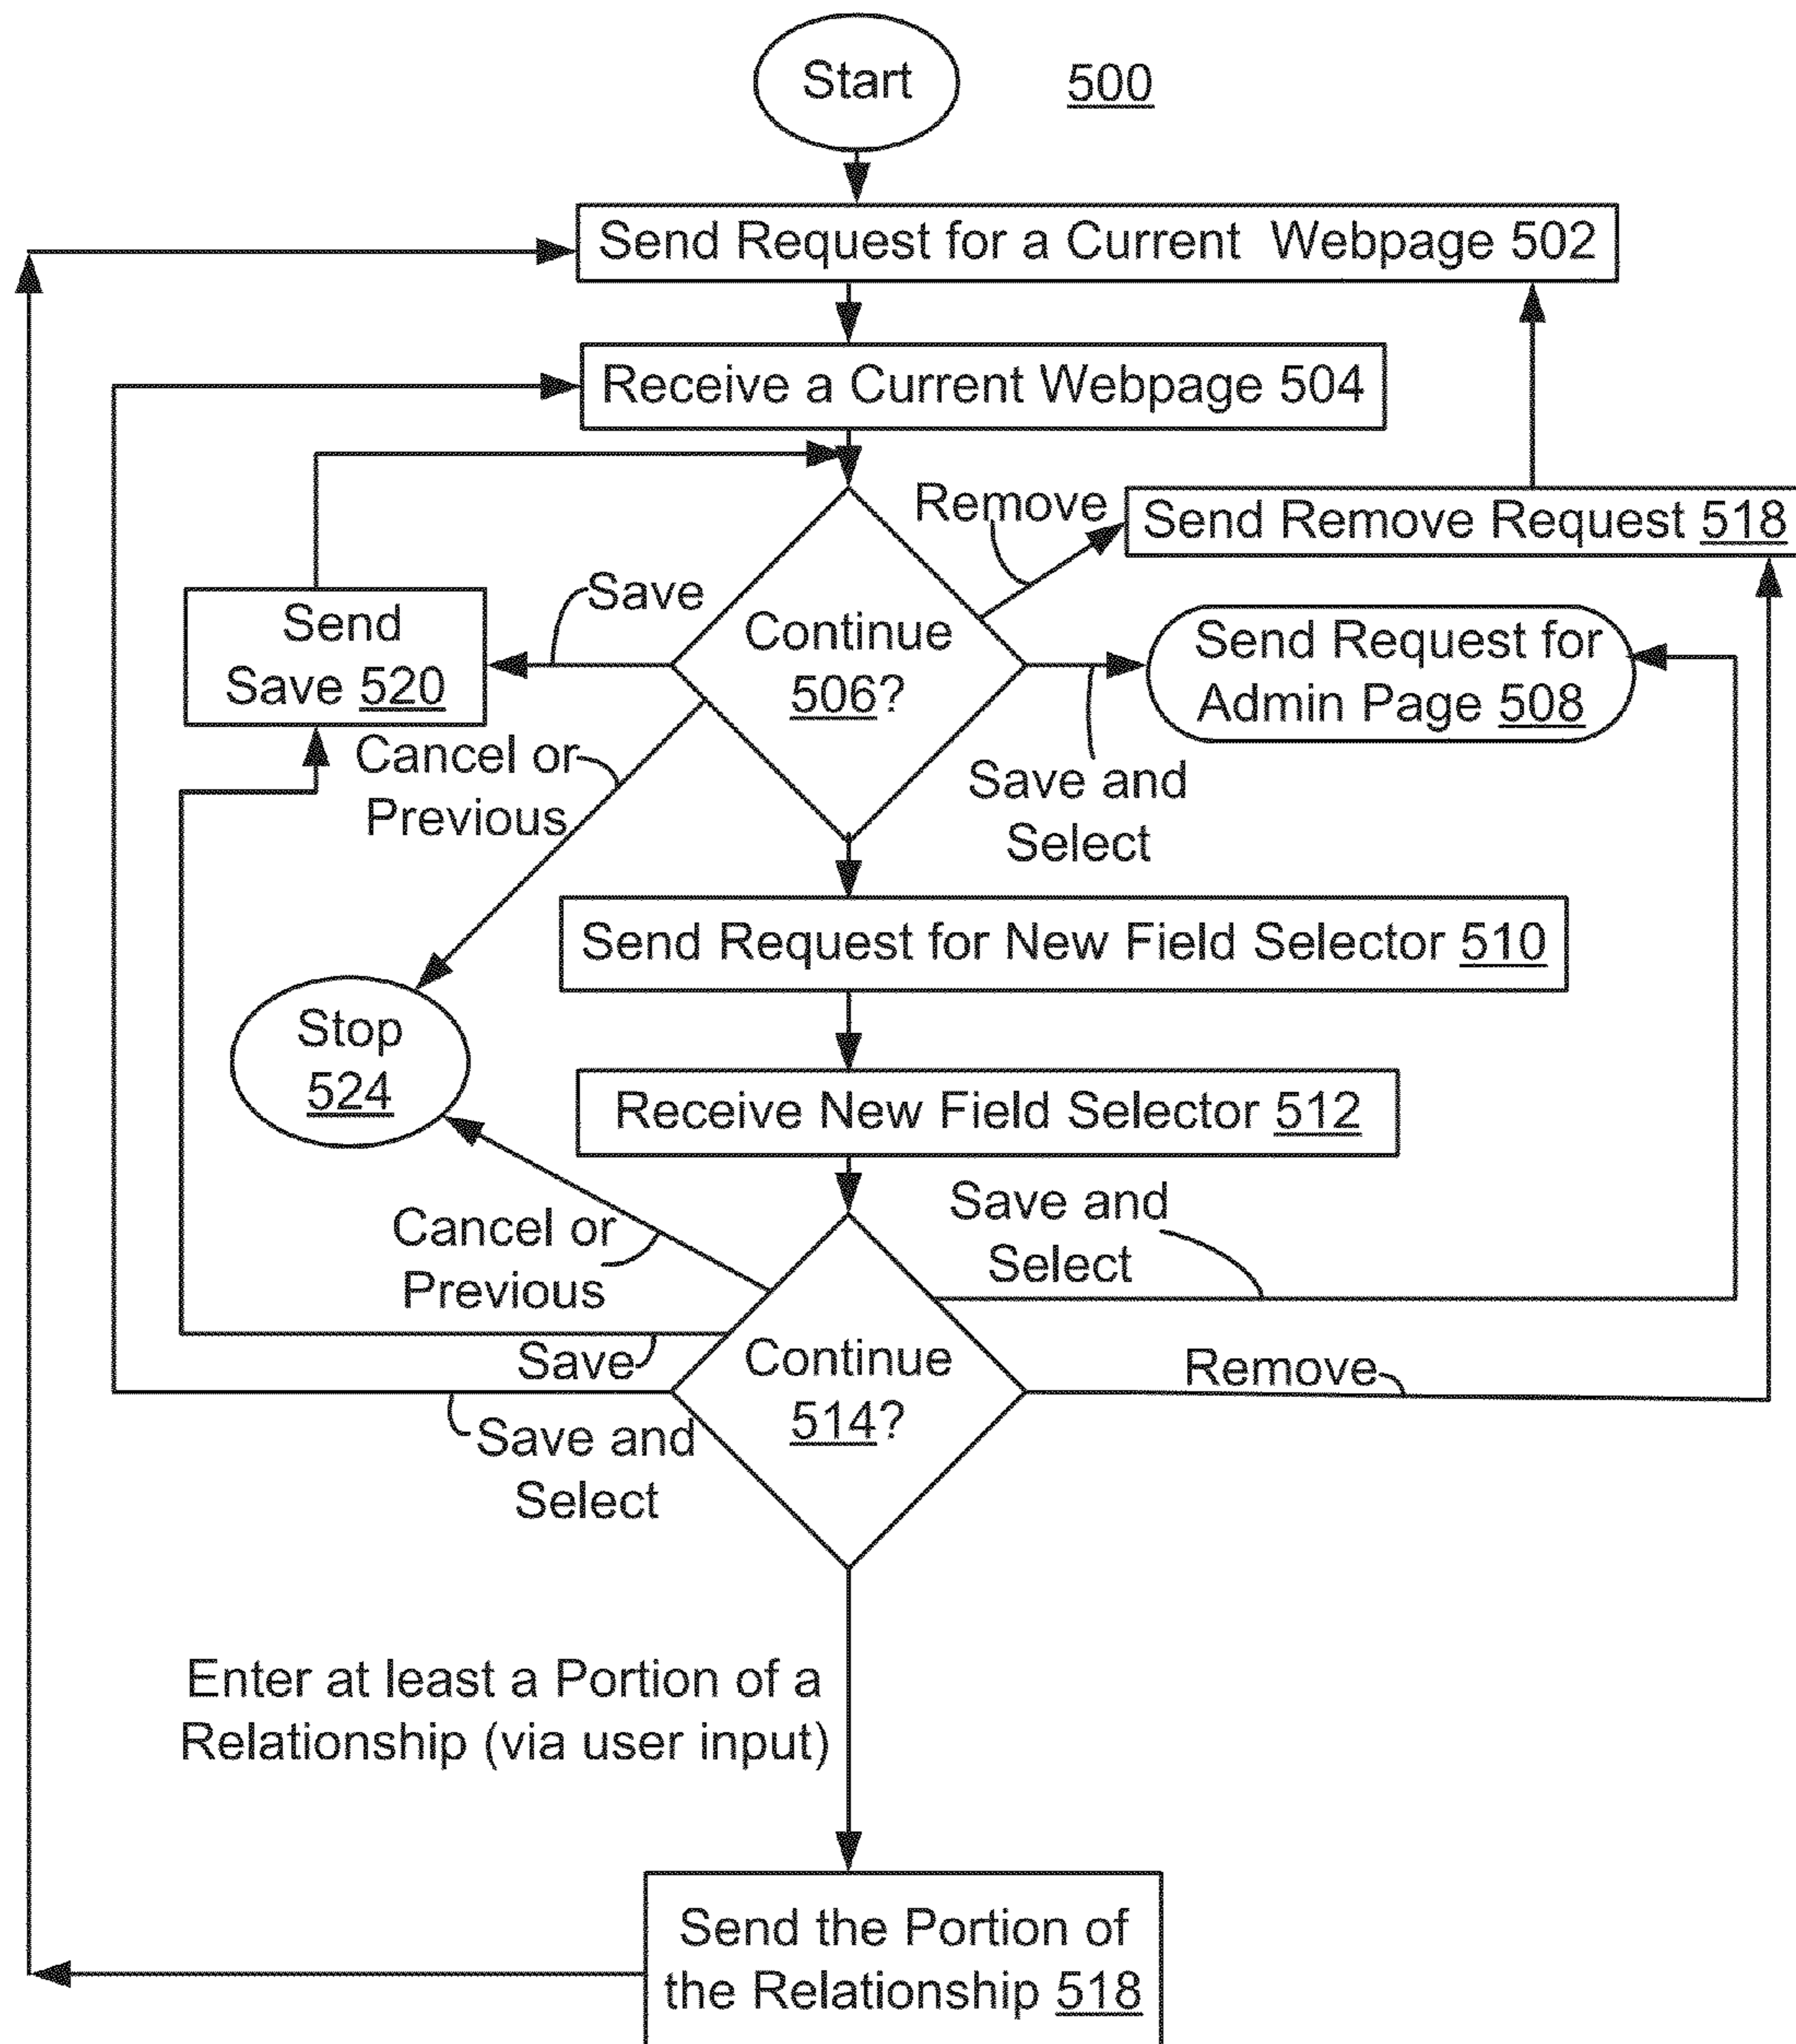 Start
500
Send Request for a Current Webpage 502
Receive a Current Webpage 504
Remove
Send Remove Request 518
Save
Send
Save 520
Continue
506?
Send Request for
Admin Page 508
Cancel or
Previous
Save and
Select
Send Request for New Field Selector 510
Stop
524
Receive New Field Selector 512
Save and
Select
Cancel or
Previous
Save
Continue
514?
Remove
Save and
Select
Enter at least a Portion of a
Relationship (via user input)
Send the Portion of
the Relationship 518